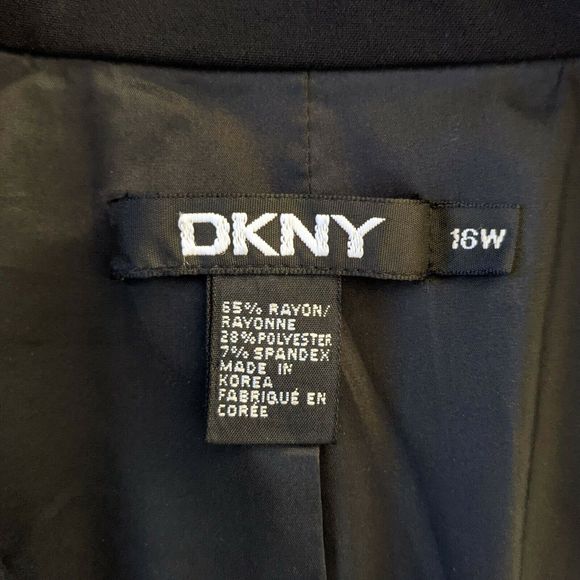 DKNY
16W
65% RAYON/
RAYONNE
28% POLYESTER
7% SPANDEX
MADE IN
KOREA
FABRIQUÉ EN
CORÉE